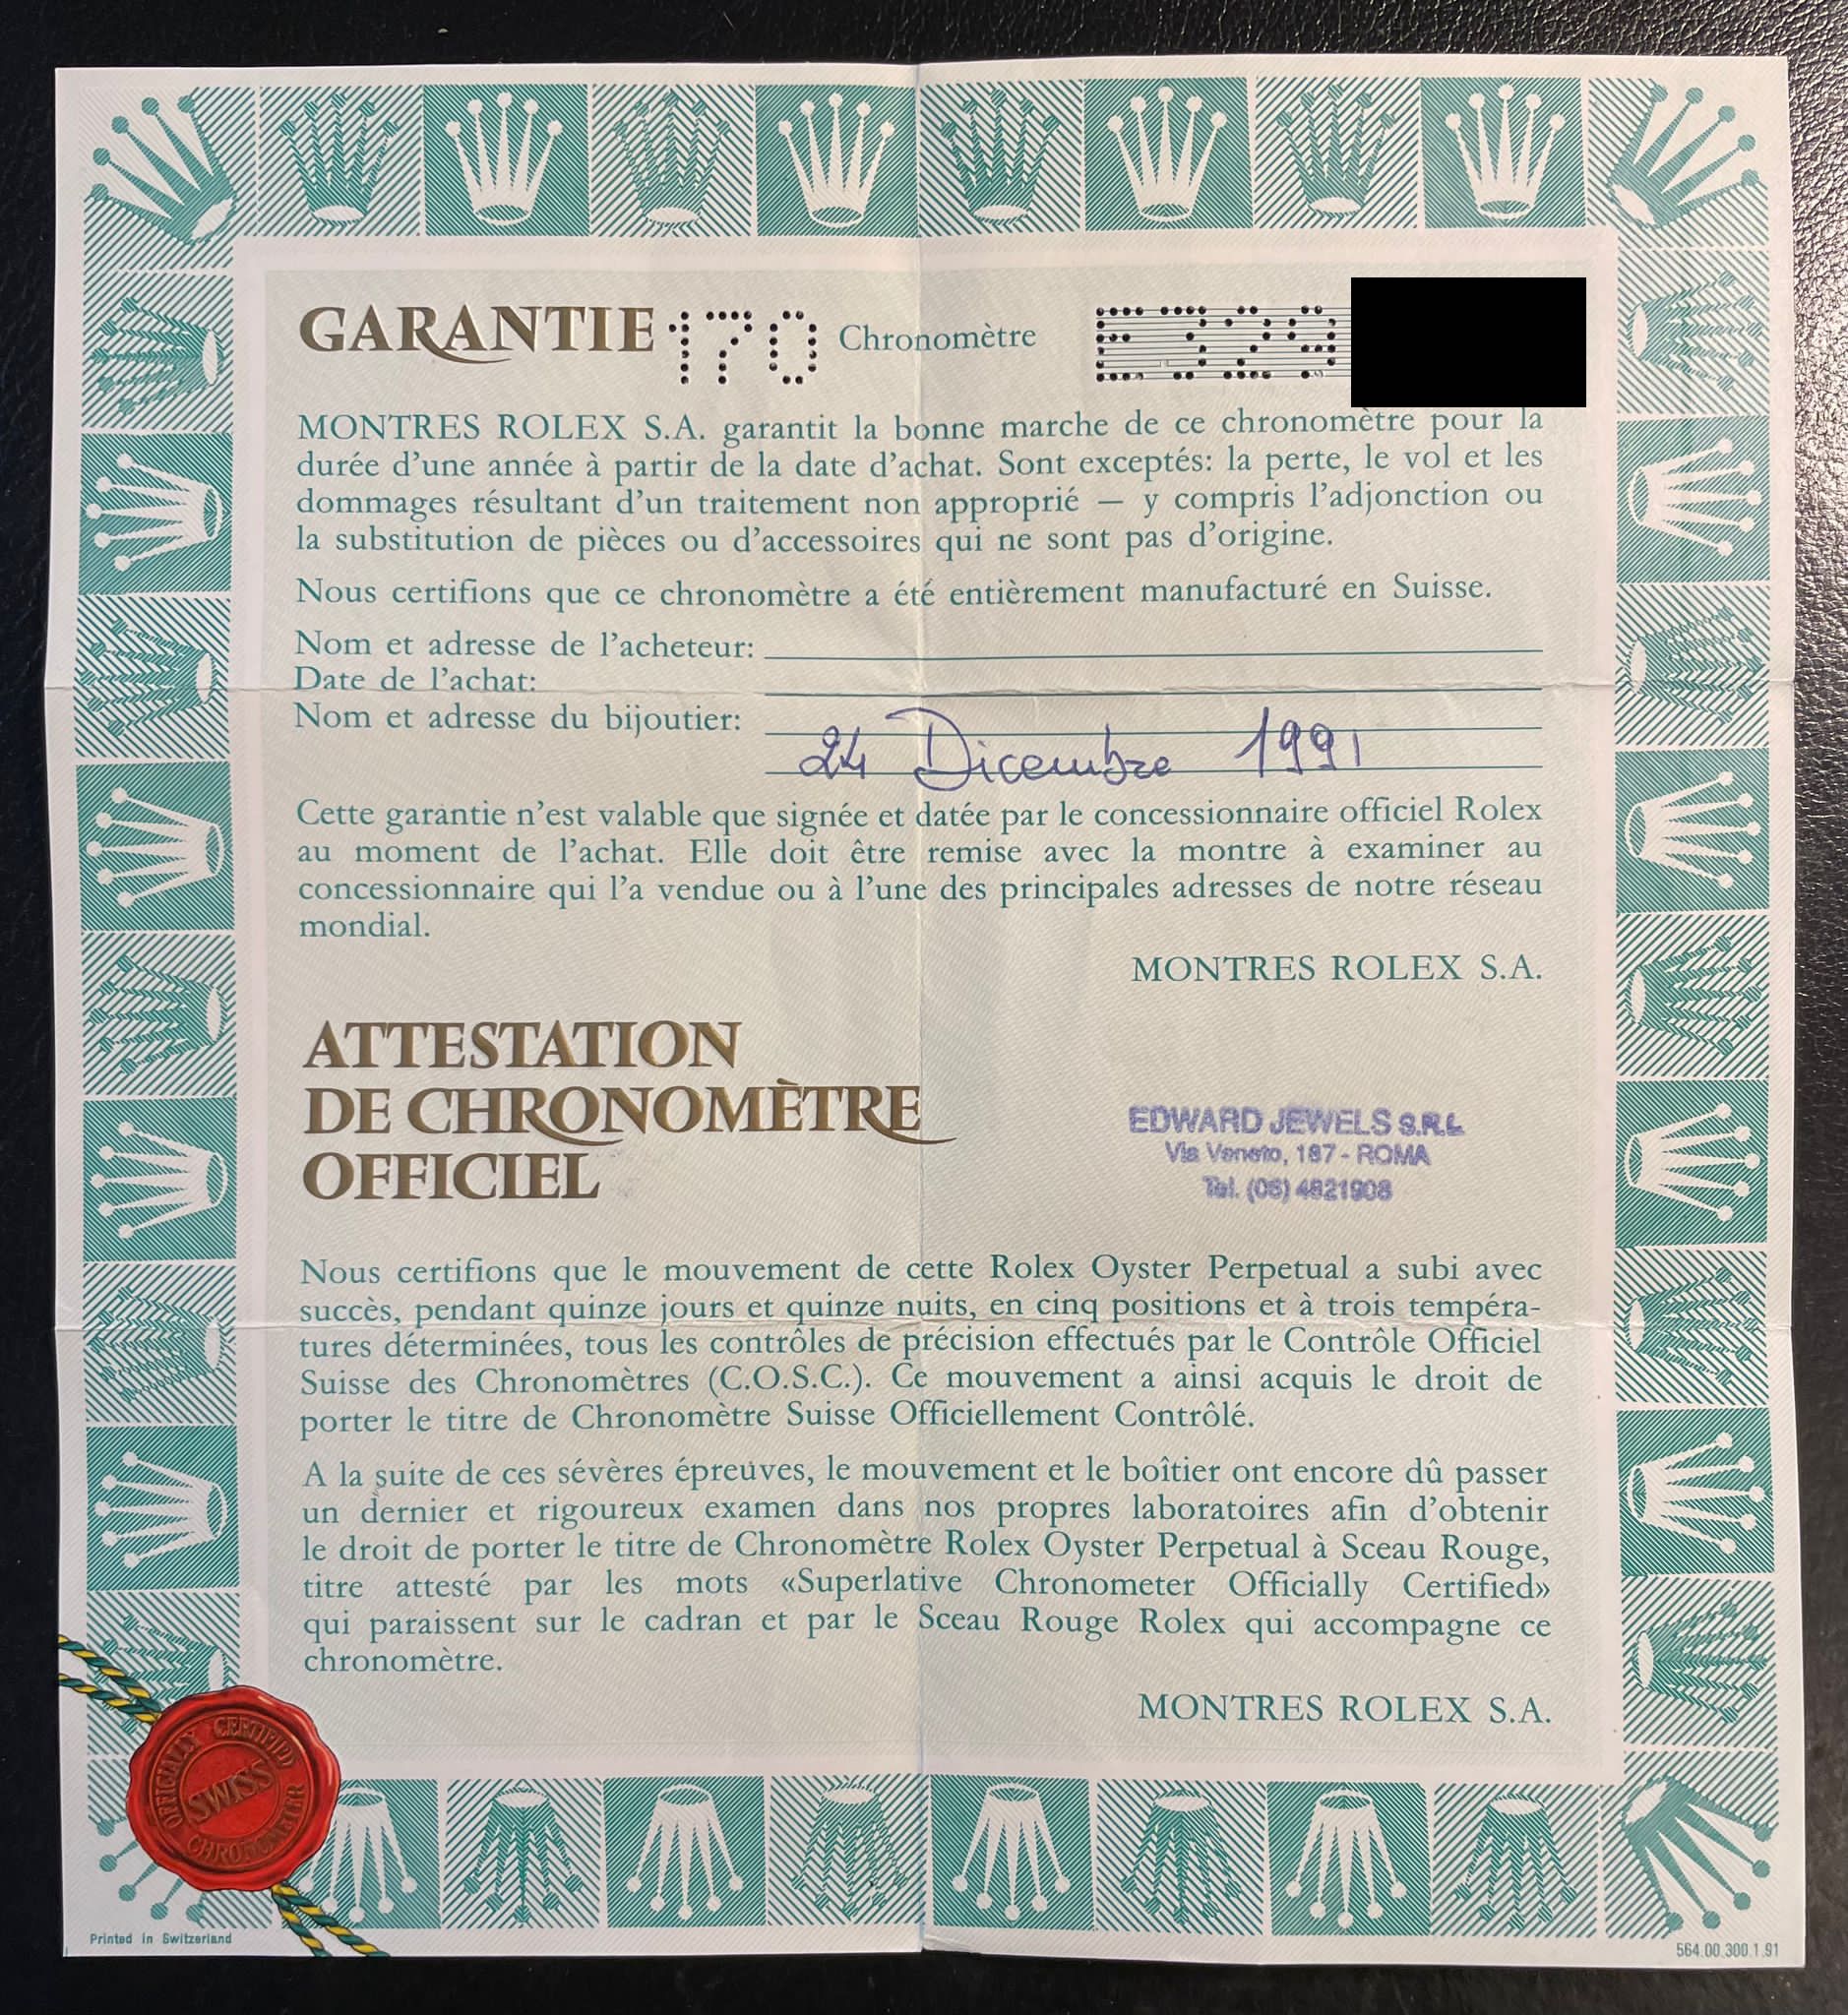 GARANTIE 170 Chronomètre E329
MONTRES ROLEX S.A. garantit la bonne marche de ce chronomètre pour la
durée d’une année à partir de la date d’achat. Sont exceptés: la perte, le vol et les
dommages résultant d’un traitement non approprié — y compris l’adjonction ou
la substitution de pièces ou d’accessoires qui ne sont pas d’origine.
Nous certifions que ce chronomètre a été entièrement manufacturé en Suisse.
Nom et adresse de l’acheteur:
Date de l’achat:
Nom et adresse du bijoutier:
24 Dicembre 1991
Cette garantie n’est valable que signée et datée par le concessionnaire officiel Rolex
au moment de l’achat. Elle doit être remise avec la montre à examiner au
concessionnaire qui l’a vendue ou à l’une des principales adresses de notre réseau
mondial.
MONTRES ROLEX S.A.
ATTESTATION
DE CHRONOMÈTRE
OFFICIEL
EDWARD JEWELS S.R.L
Via Veneto, 187 - ROMA
Tel. (06) 4821908
Nous certifions que le mouvement de cette Rolex Oyster Perpetual a subi avec
succès, pendant quinze jours et quinze nuits, en cinq positions et à trois tempéra-
tures déterminées, tous les contrôles de précision effectués par le Contrôle Officiel
Suisse des Chronomètres (C.O.S.C.). Ce mouvement a ainsi acquis le droit de
porter le titre de Chronomètre Suisse Officiellement Contrôlé.
A la suite de ces sévères épreuves, le mouvement et le boîtier ont encore dû passer
un dernier et rigoureux examen dans nos propres laboratoires afin d’obtenir
le droit de porter le titre de Chronomètre Rolex Oyster Perpetual à Sceau Rouge,
titre attesté par les mots «Superlative Chronometer Officially Certified»
qui paraissent sur le cadran et par le Sceau Rouge Rolex qui accompagne ce
chronomètre.
MONTRES ROLEX S.A.
OFFICIALLY CERTIFIED
SWISS
CHRONOMETER
Printed in Switzerland
564.00.300.1.91